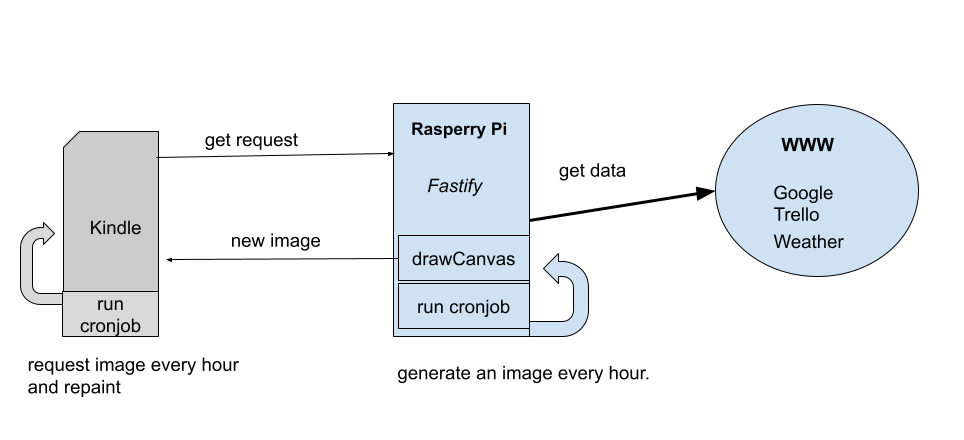 Rasperry Pi
get request
get data
WWW
Fastify
Google
Trello
Kindle
new image
Weather
drawCanvas
run
cronjob
run cronjob
request image every hour
and repaint
generate an image every hour.